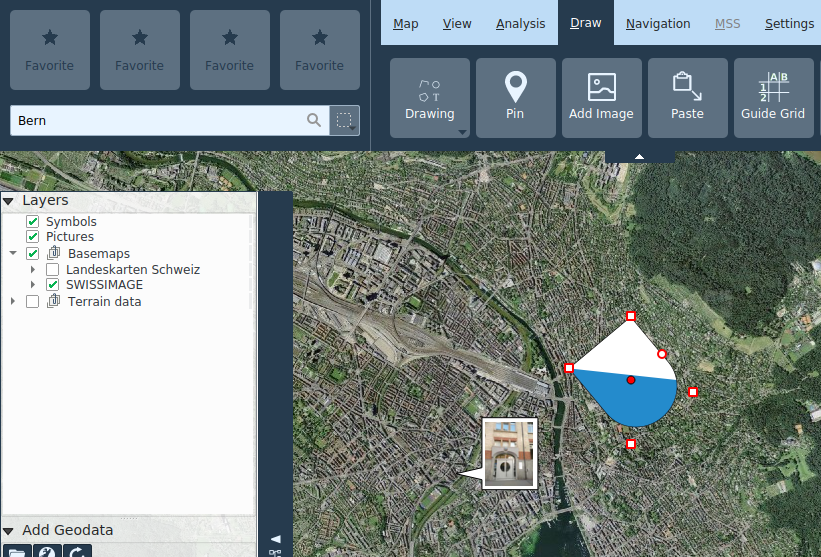 Map View Analysis Draw Navigation MSS Settings
Favorite Favorite Favorite Favorite
Drawing Pin Add Image Paste Guide Grid
Bern
Layers
Symbols
Pictures
Basemaps
Landeskarten Schweiz
SWISSIMAGE
Terrain data
Add Geodata